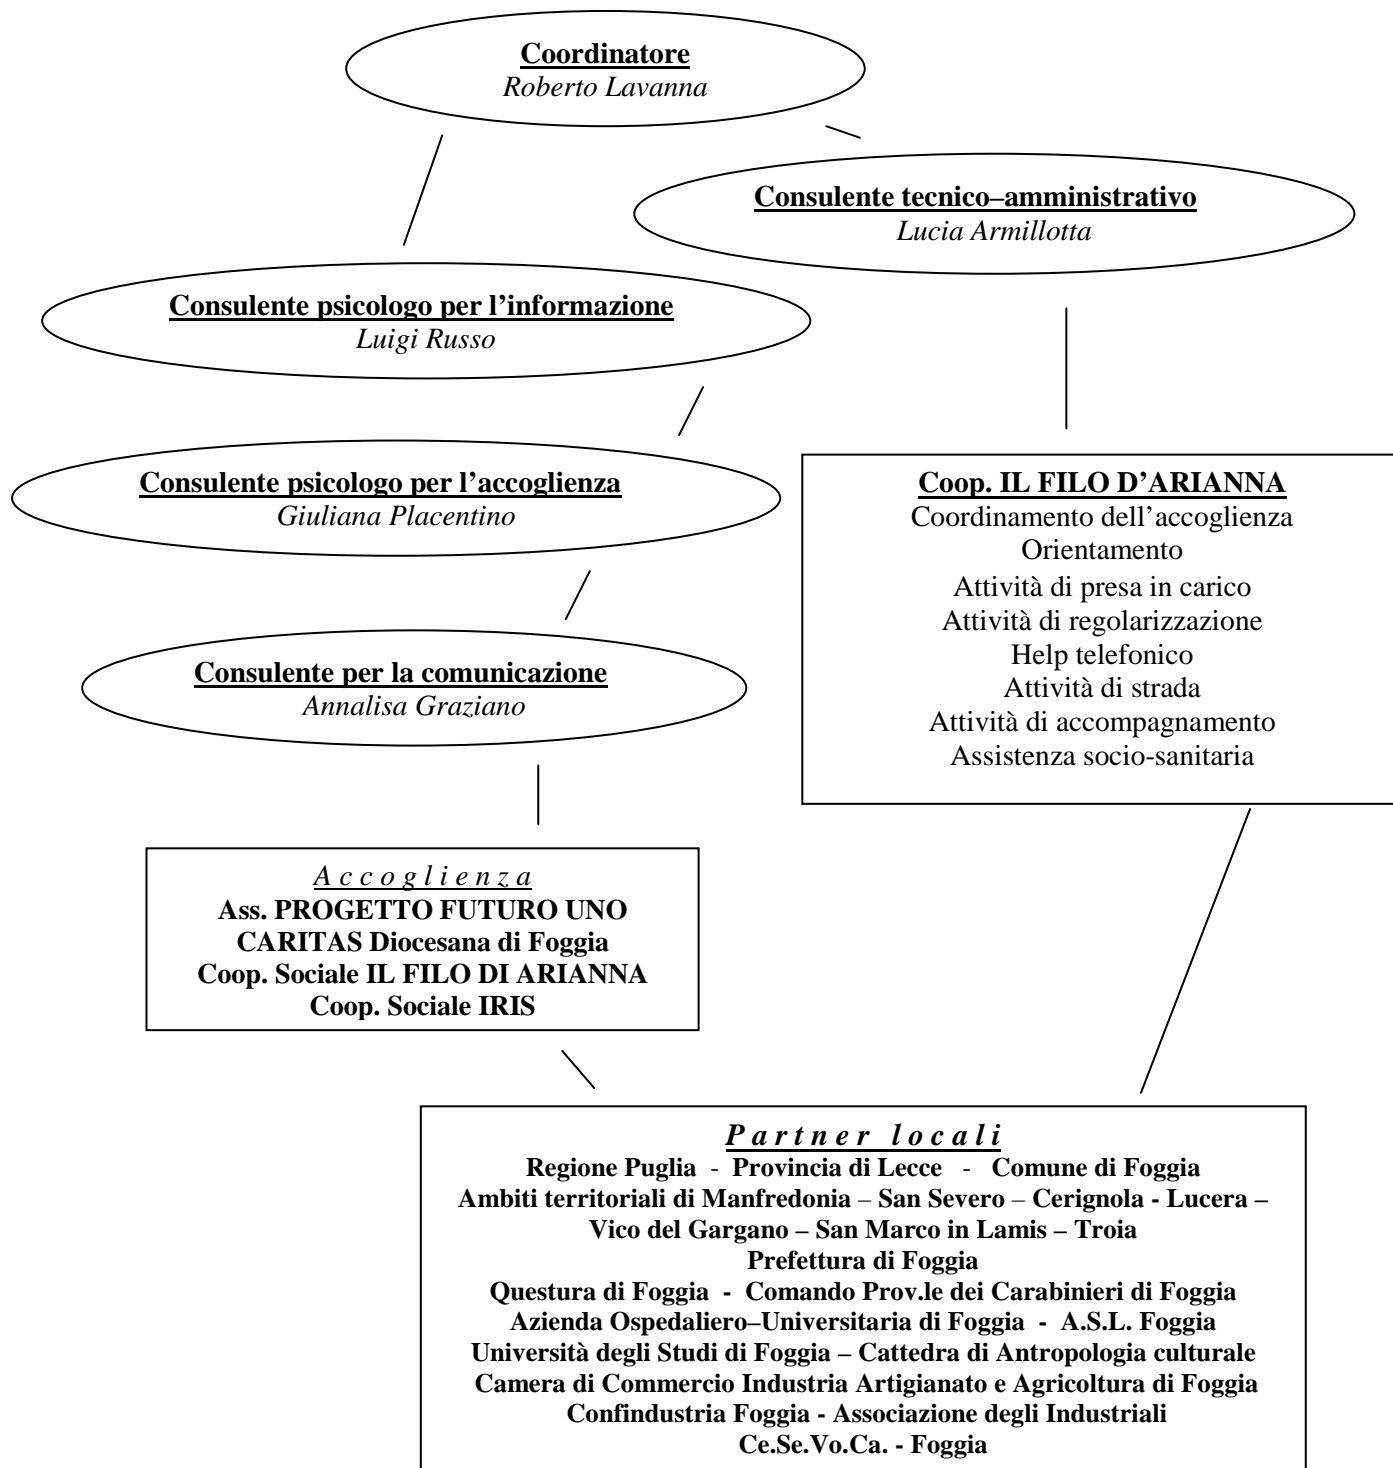 Coordinatore
Roberto Lavanna
Consulente tecnico–amministrativo
Lucia Armillotta
Consulente psicologo per l’informazione
Luigi Russo
Consulente psicologo per l’accoglienza
Giuliana Placentino
Consulente per la comunicazione
Annalisa Graziano
Coop. IL FILO D’ARIANNA
Coordinamento dell’accoglienza
Orientamento
Attività di presa in carico
Attività di regolarizzazione
Help telefonico
Attività di strada
Attività di accompagnamento
Assistenza socio-sanitaria
A c c o g l i e n z a
Ass. PROGETTO FUTURO UNO
CARITAS Diocesana di Foggia
Coop. Sociale IL FILO DI ARIANNA
Coop. Sociale IRIS
P a r t n e r  l o c a l i
Regione Puglia - Provincia di Lecce - Comune di Foggia
Ambiti territoriali di Manfredonia – San Severo – Cerignola - Lucera –
Vico del Gargano – San Marco in Lamis – Troia
Prefettura di Foggia
Questura di Foggia - Comando Prov.le dei Carabinieri di Foggia
Azienda Ospedaliero–Universitaria di Foggia - A.S.L. Foggia
Università degli Studi di Foggia – Cattedra di Antropologia culturale
Camera di Commercio Industria Artigianato e Agricoltura di Foggia
Confindustria Foggia - Associazione degli Industriali
Ce.Se.Vo.Ca. - Foggia